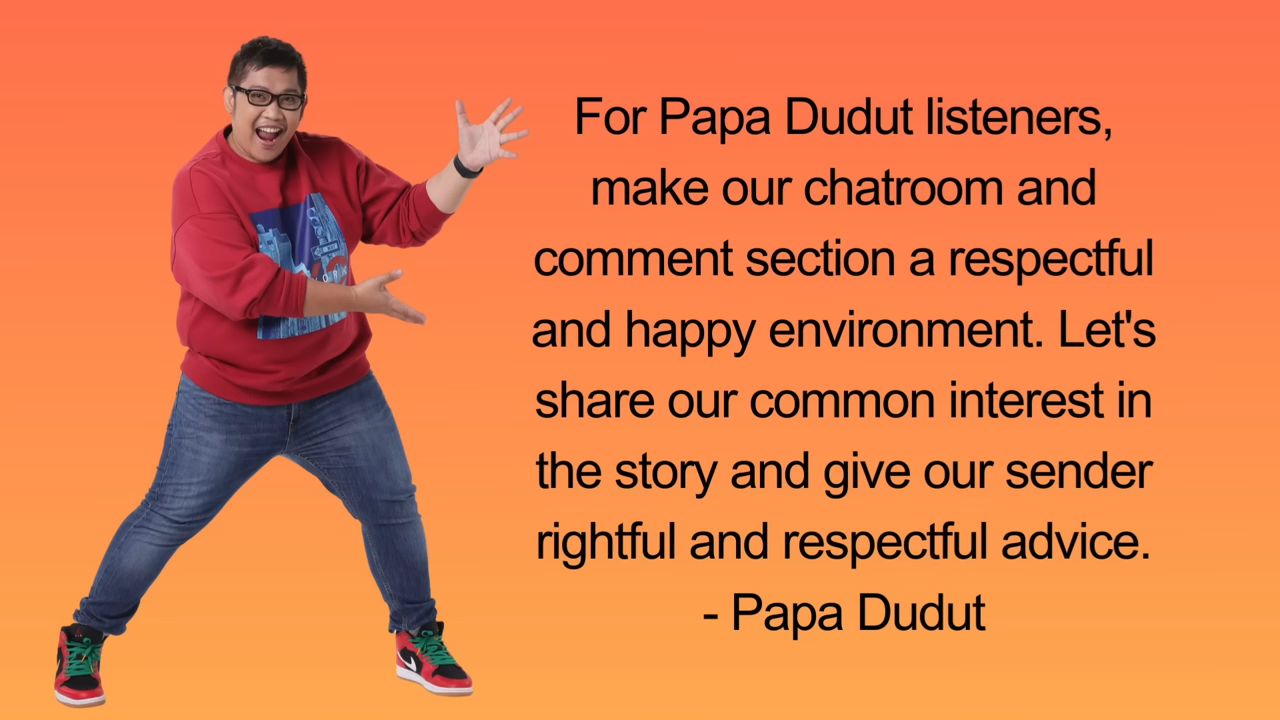 For Papa Dudut listeners,
make our chatroom and
comment section a respectful
and happy environment. Let's
share our common interest in
the story and give our sender
rightful and respectful advice.
- Papa Dudut